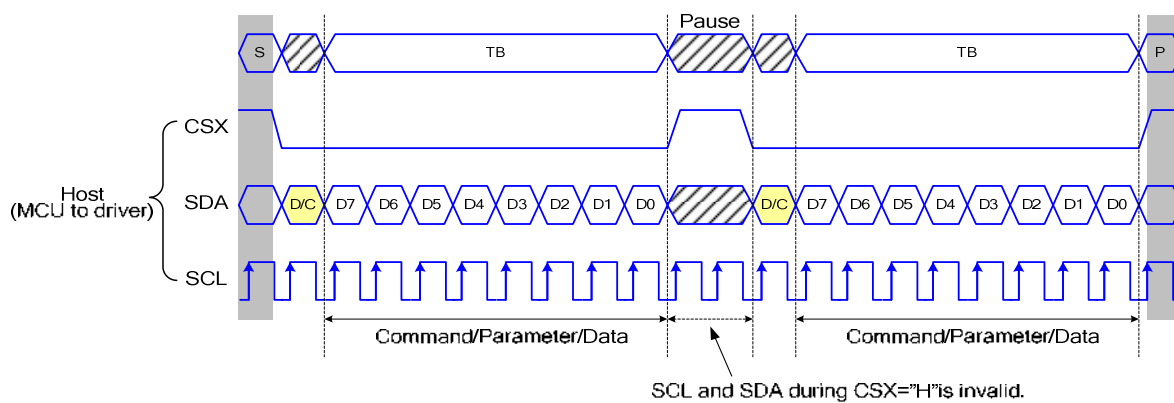 Pause
S TB TB P
CSX
Host
(MCU to driver)
SDA D/C D7 D6 D5 D4 D3 D2 D1 D0 D/C D7 D6 D5 D4 D3 D2 D1 D0
SCL
Command/Parameter/Data Command/Parameter/Data
SCL and SDA during CSX="H"is invalid.